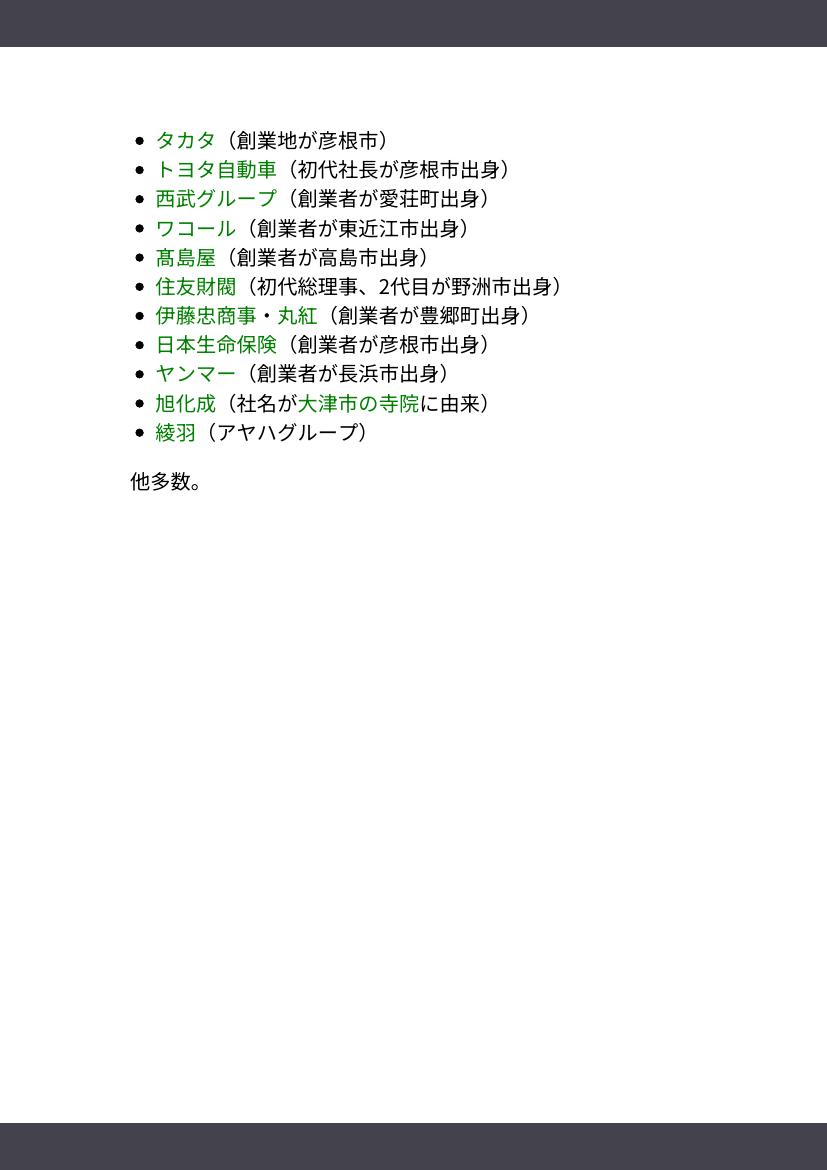 • タカタ（創業地が彦根市）
• トヨタ自動車（初代社長が彦根市出身）
• 西武グループ（創業者が愛荘町出身）
• ワコール（創業者が東近江市出身）
• 髙島屋（創業者が高島市出身）
• 住友財閥（初代総理事、2代目が野洲市出身）
• 伊藤忠商事・丸紅（創業者が豊郷町出身）
• 日本生命保険（創業者が彦根市出身）
• ヤンマー（創業者が長浜市出身）
• 旭化成（社名が大津市の寺院に由来）
• 綾羽（アヤハグループ）
他多数。